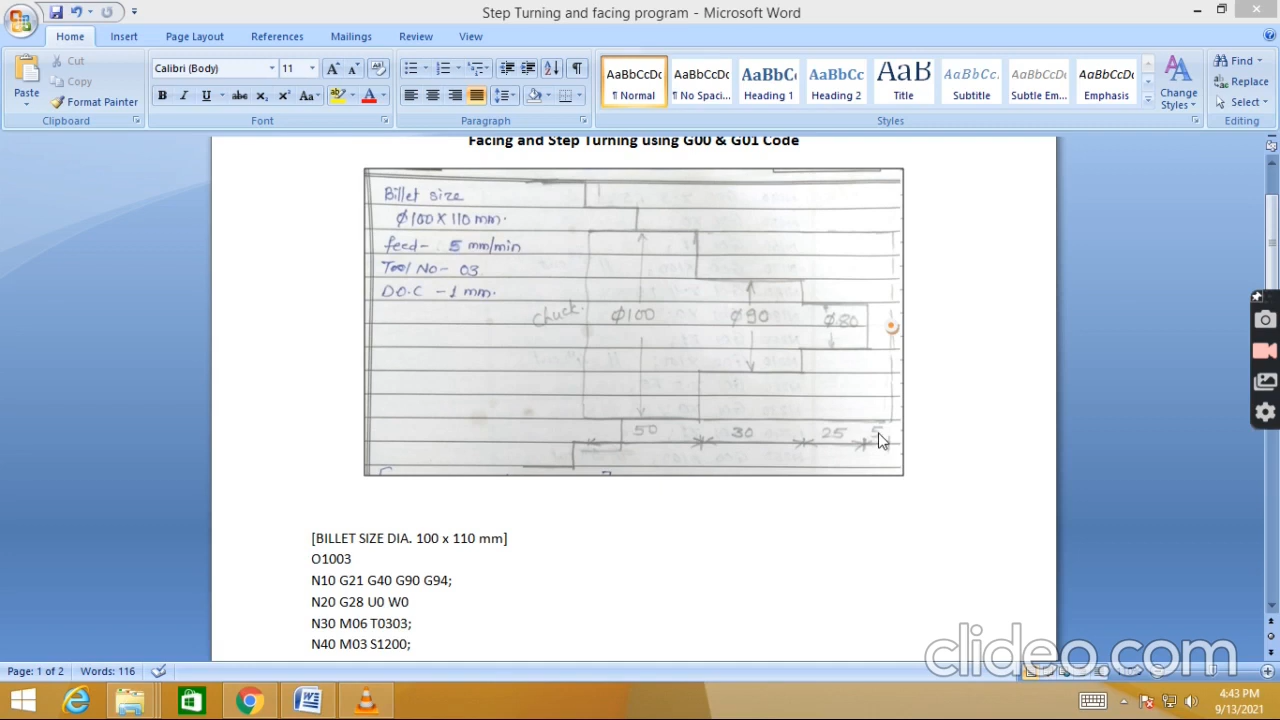 Step Turning and facing program - Microsoft Word
Home Insert Page Layout References Mailings Review View
Paste
Cut
Copy
Format Painter
Clipboard
Calibri (Body) 11
Font
Paragraph
AaBbCcDc AaBbCcDc AaBbC AaBbCc AaB AaBbCc. AaBbCcDc AaBbCcDc
¶ Normal ¶ No Spaci... Heading 1 Heading 2 Title Subtitle Subtle Em... Emphasis
Change Styles
Styles
Find
Replace
Select
Editing
Facing and Step Turning using G00 & G01 Code
Billet size
ϕ100 X 110 mm.
feed- 5 mm/min
Tool No- 03
D.O.C - 1 mm.
Chuck. ϕ100 ϕ90 ϕ80
50 30 25 5
[BILLET SIZE DIA. 100 x 110 mm]
O1003
N10 G21 G40 G90 G94;
N20 G28 U0 W0
N30 M06 T0303;
N40 M03 S1200;
clideo.com
Page: 1 of 2 Words: 116
4:43 PM
9/13/2021